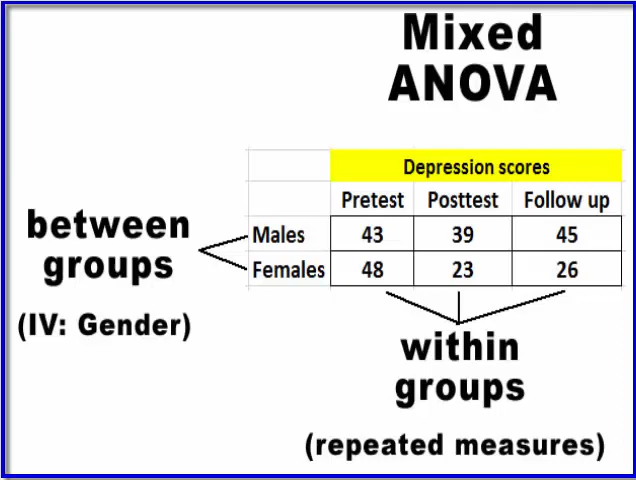 Mixed
ANOVA
Depression scores
Pretest Posttest Follow up
Males 43 39 45
Females 48 23 26
between
groups
(IV: Gender)
within
groups
(repeated measures)